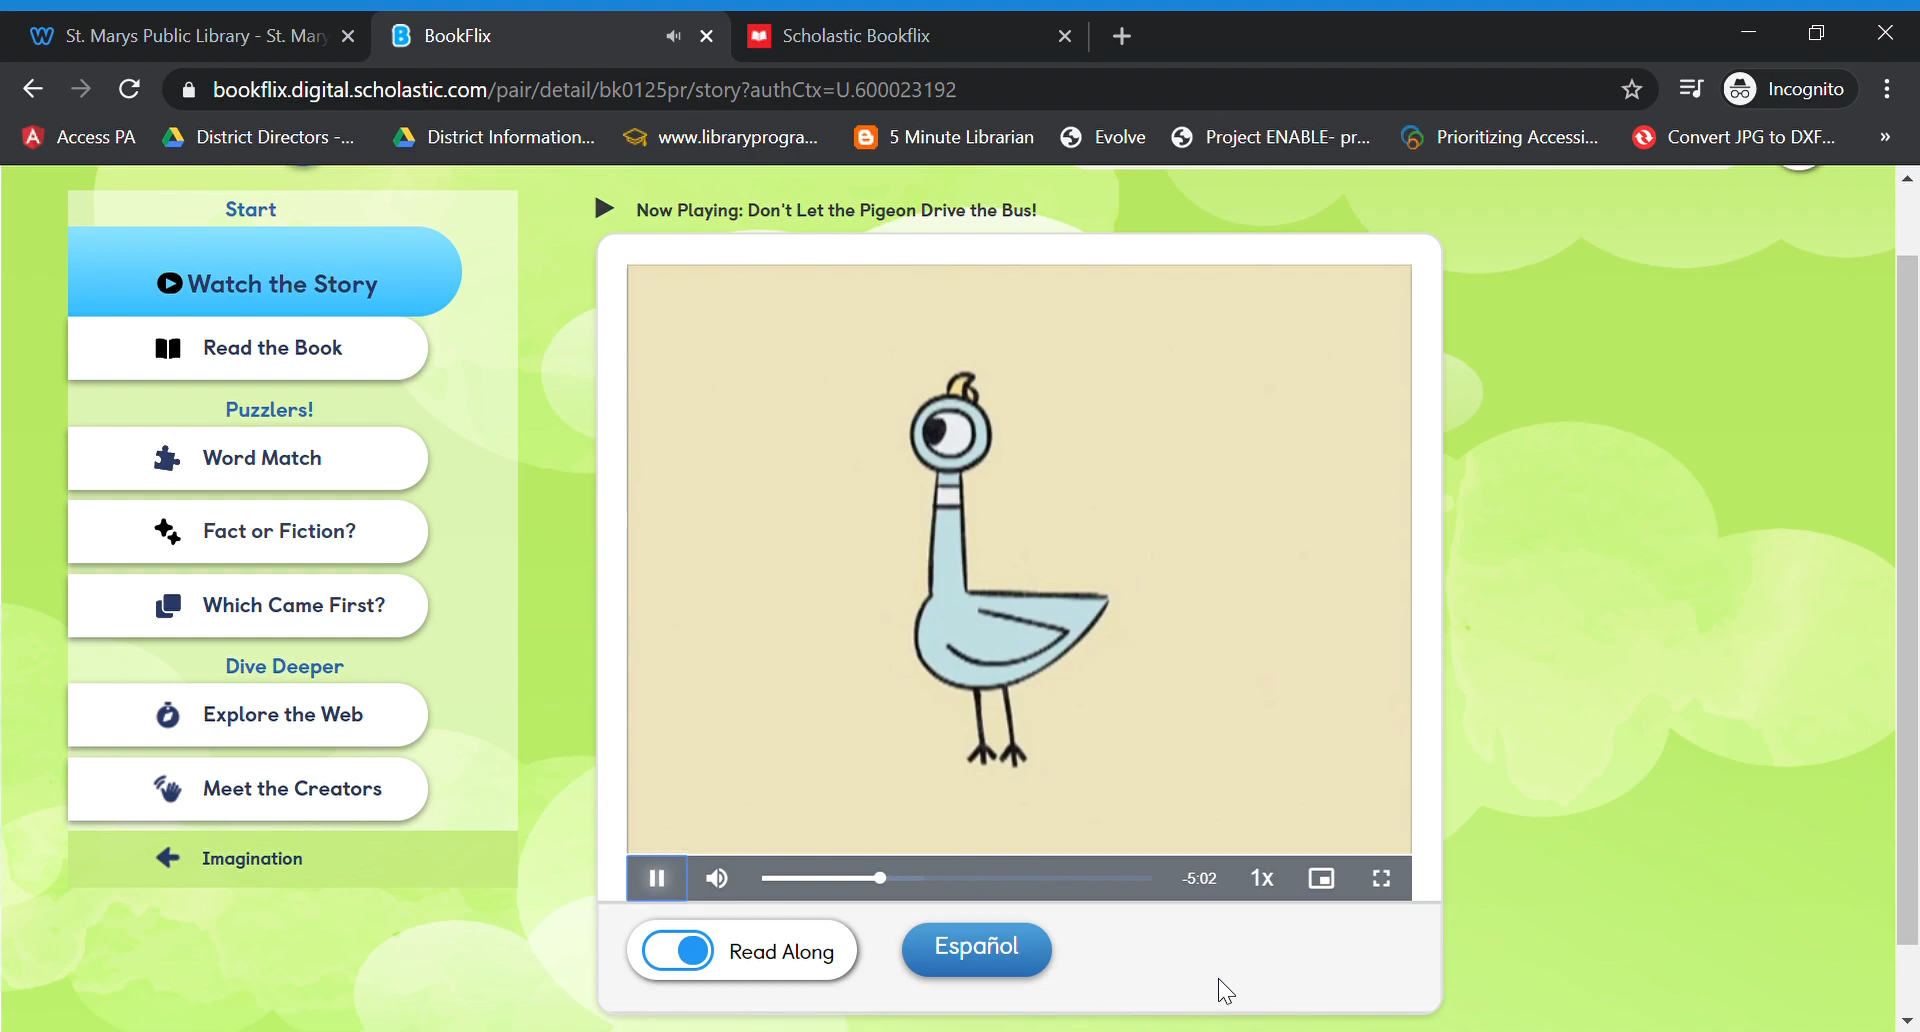 St. Marys Public Library - St. Mary
BookFlix
Scholastic Bookflix
bookflix.digital.scholastic.com/pair/detail/bk0125pr/story?authCtx=U.600023192
Incognito
Access PA
District Directors -...
District Information...
www.libraryprogra...
5 Minute Librarian
Evolve
Project ENABLE- pr...
Prioritizing Accessi...
Convert JPG to DXF...
»
Start
Watch the Story
Read the Book
Puzzlers!
Word Match
Fact or Fiction?
Which Came First?
Dive Deeper
Explore the Web
Meet the Creators
Imagination
Now Playing: Don't Let the Pigeon Drive the Bus!
-5:02
1x
Read Along
Español